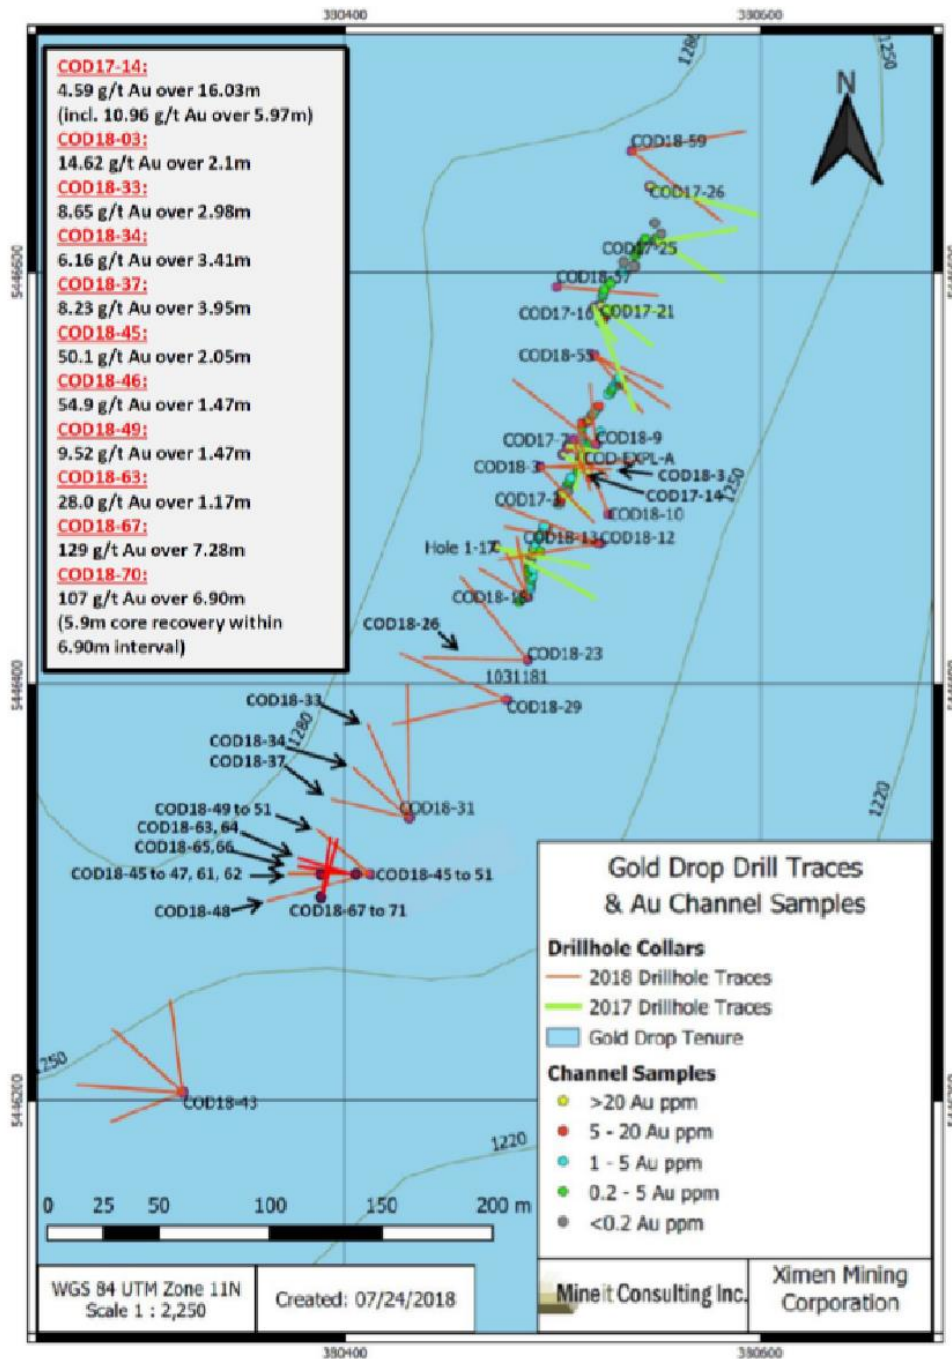 380400
380600
COD17-14:
4.59 g/t Au over 16.03m
(incl. 10.96 g/t Au over 5.97m)
COD18-03:
14.62 g/t Au over 2.1m
COD18-33:
8.65 g/t Au over 2.98m
COD18-34:
6.16 g/t Au over 3.41m
COD18-37:
8.23 g/t Au over 3.95m
COD18-45:
50.1 g/t Au over 2.05m
COD18-46:
54.9 g/t Au over 1.47m
COD18-49:
9.52 g/t Au over 1.47m
COD18-63:
28.0 g/t Au over 1.17m
COD18-67:
129 g/t Au over 7.28m
COD18-70:
107 g/t Au over 6.90m
(5.9m core recovery within
6.90m interval)
1280
1250
N
COD18-59
COD17-26
COD17-25
5446600
COD18-57
COD17-16
COD17-21
COD18-55
COD17-7
COD18-9
COD-EXPL-A
COD18-3
COD18-3
1250
COD17-14
COD18-10
COD18-13
COD18-12
Hole 1-17
COD18-26
COD18-23
1031181
5446400
COD18-29
COD18-33
1280
COD18-34
COD18-37
COD18-31
COD18-49 to 51
COD18-63, 64
COD18-65,66
COD18-45 to 47, 61, 62
COD18-45 to 51
COD18-48
COD18-67 to 71
1220
1250
COD18-43
5446200
1220
Gold Drop Drill Traces
& Au Channel Samples
Drillhole Collars
2018 Drillhole Traces
2017 Drillhole Traces
Gold Drop Tenure
Channel Samples
>20 Au ppm
5 - 20 Au ppm
1 - 5 Au ppm
0.2 - 5 Au ppm
<0.2 Au ppm
0 25 50 100 150 200 m
WGS 84 UTM Zone 11N
Scale 1 : 2,250
Created: 07/24/2018
Mineit Consulting Inc.
Ximen Mining
Corporation
380400
380600